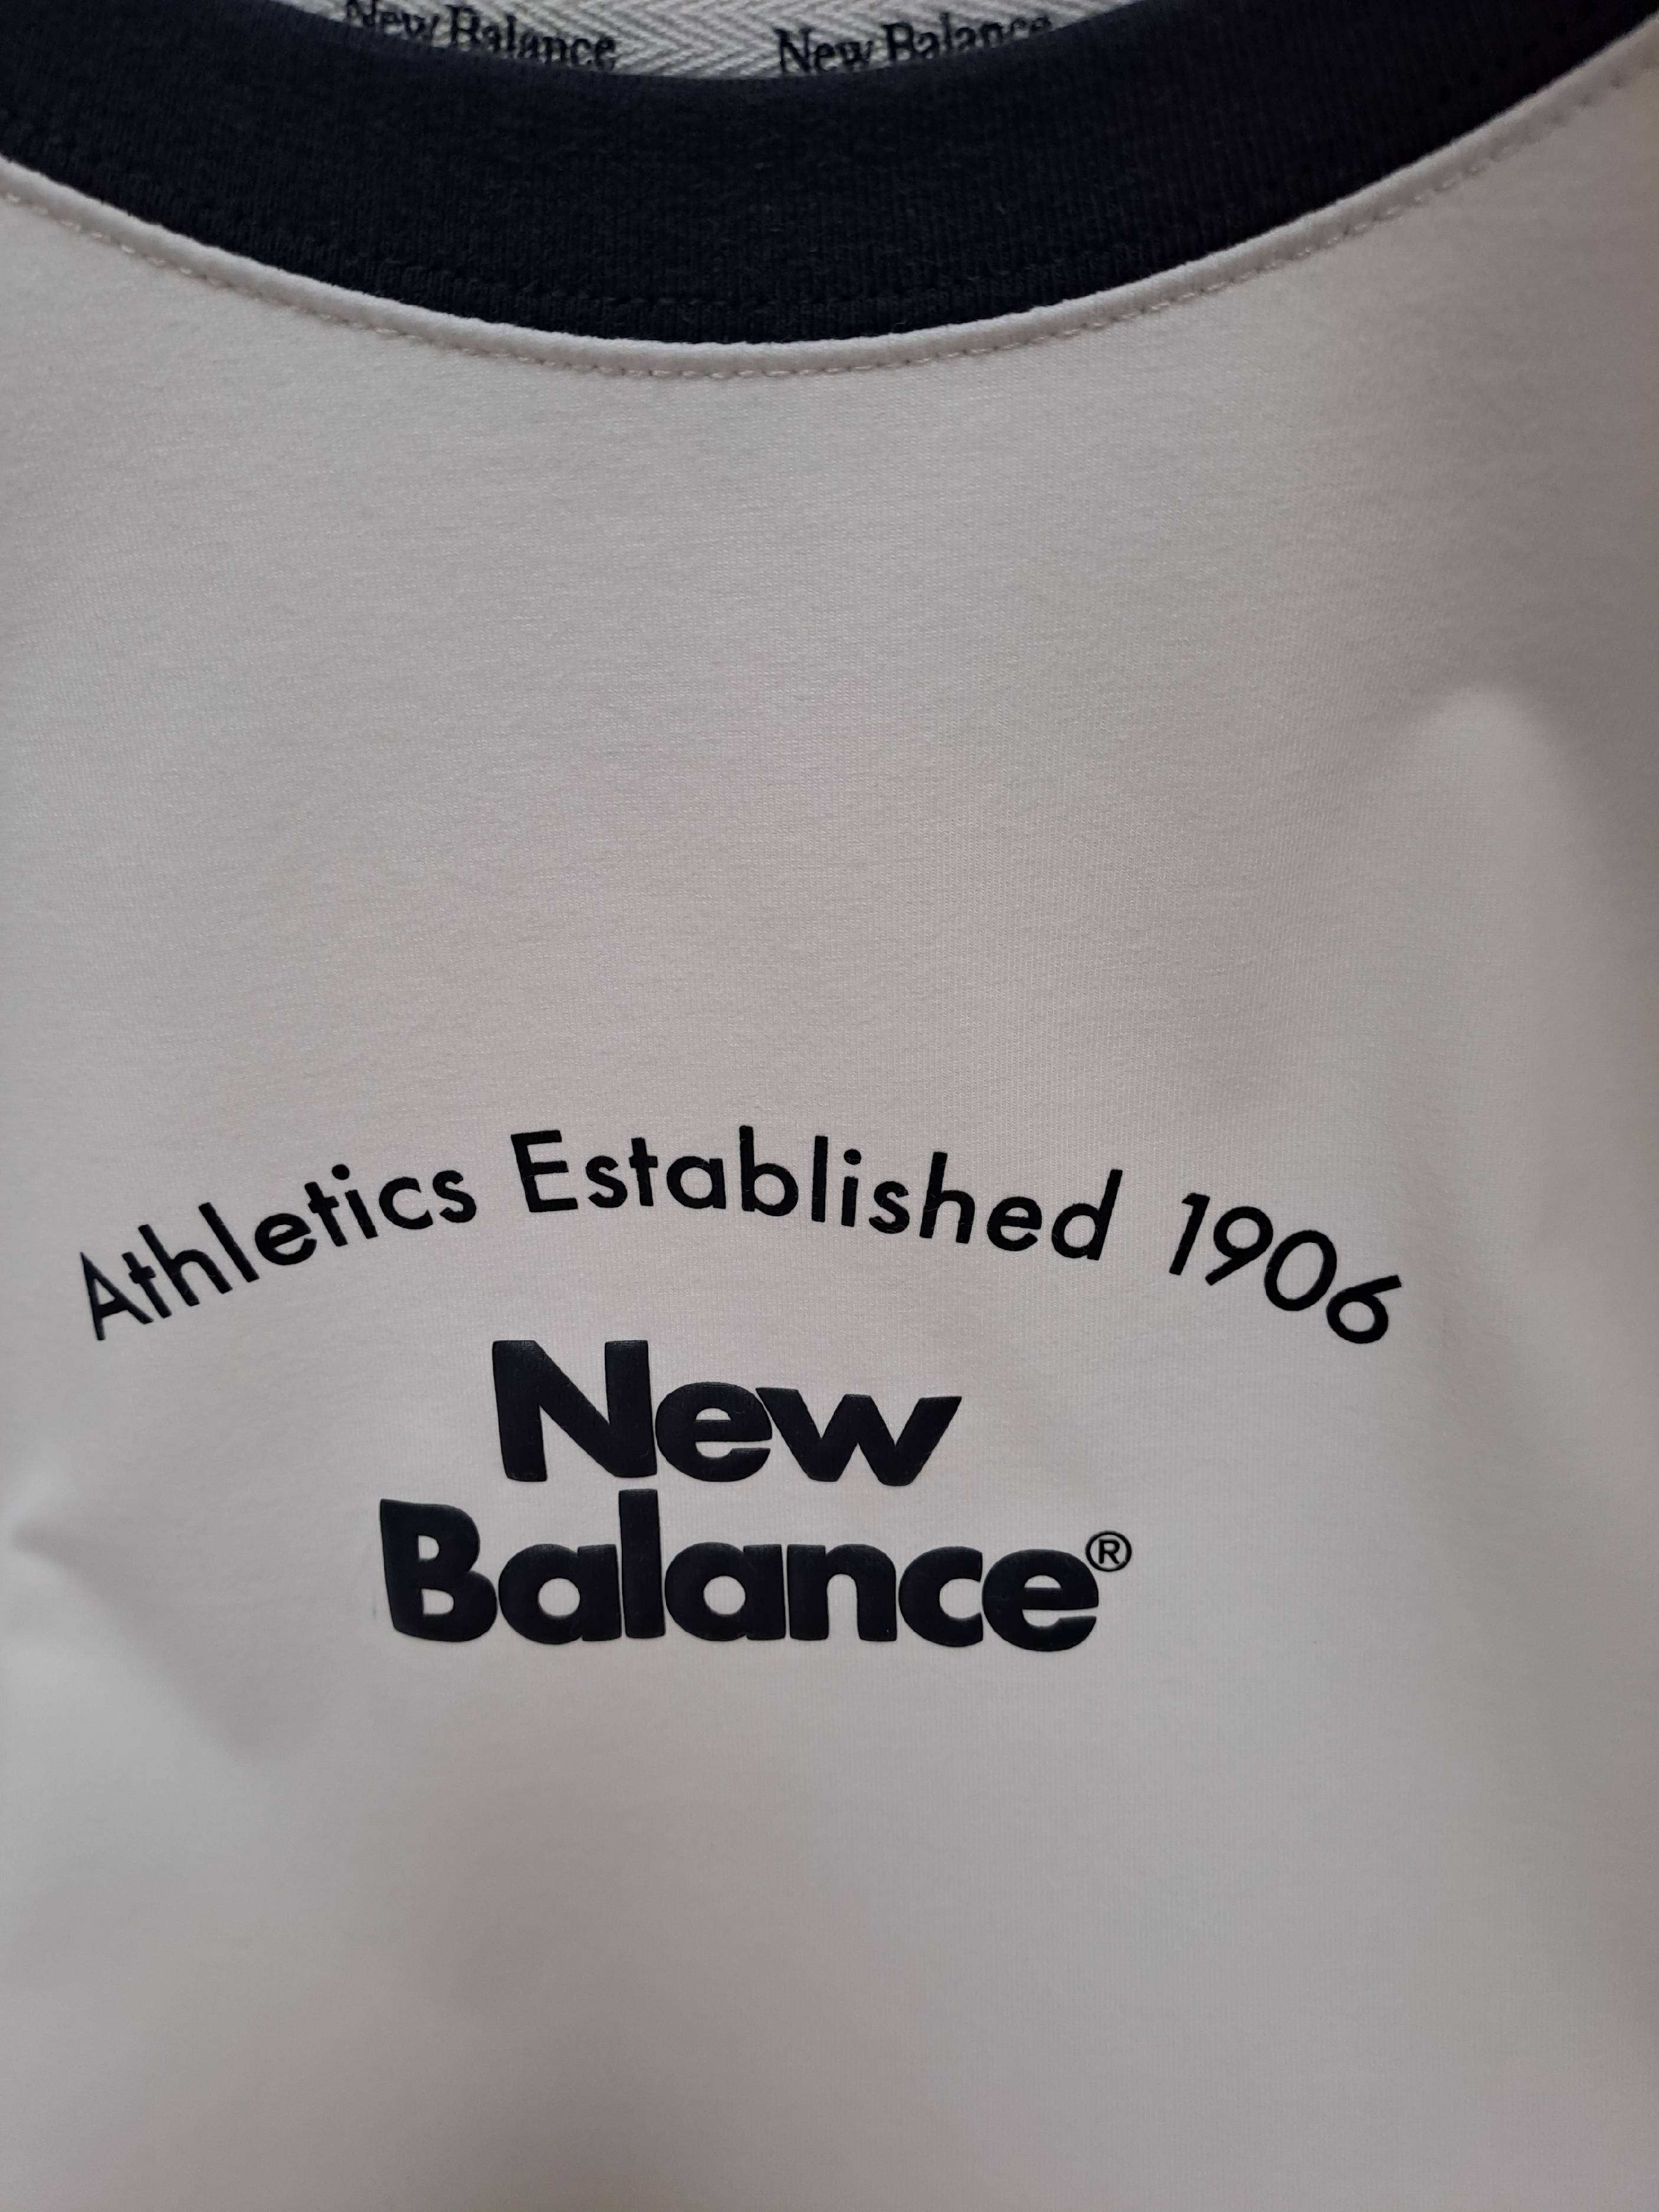 New Balance New Balance
Athletics Established 1906
New
Balance®